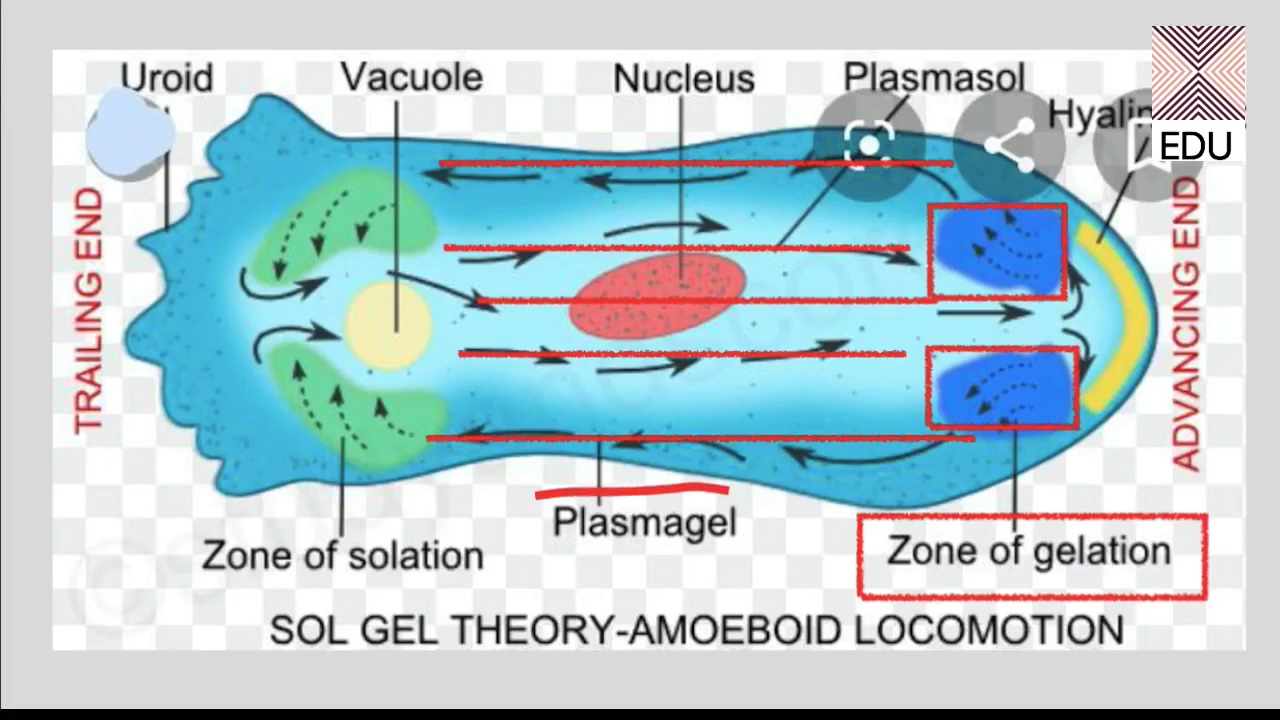 Uroid
Vacuole
Nucleus
Plasmasol
EDU
TRAILING END
ADVANCING END
Plasmagel
Zone of solation
Zone of gelation
SOL GEL THEORY-AMOEBOID LOCOMOTION